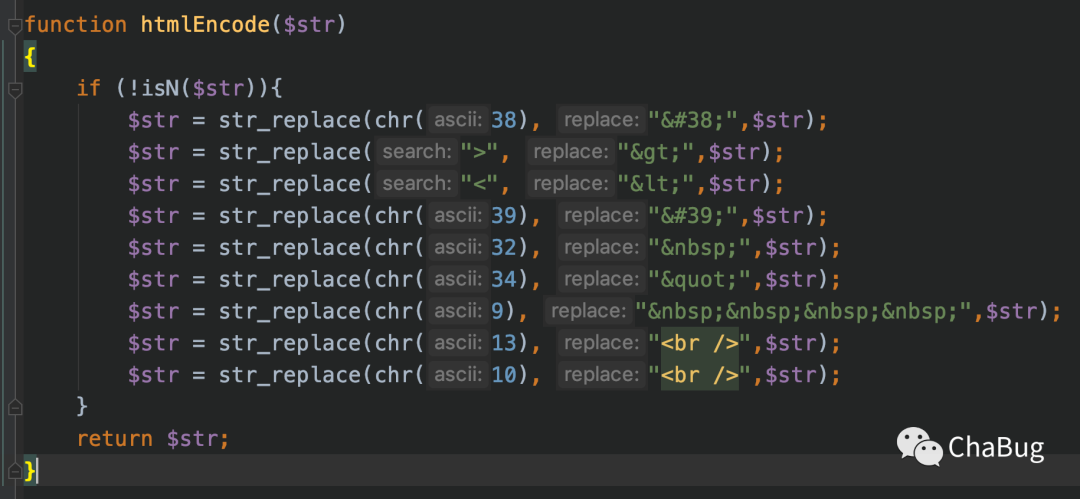 function htmlEncode($str)
{
    if (!isN($str)){
        $str = str_replace(chr( ascii: 38), replace: "&#38;",$str);
        $str = str_replace( search: ">", replace: "&gt;",$str);
        $str = str_replace( search: "<", replace: "&lt;",$str);
        $str = str_replace(chr( ascii: 39), replace: "&#39;",$str);
        $str = str_replace(chr( ascii: 32), replace: "&nbsp;",$str);
        $str = str_replace(chr( ascii: 34), replace: "&quot;",$str);
        $str = str_replace(chr( ascii: 9), replace: "&nbsp;&nbsp;&nbsp;&nbsp;",$str);
        $str = str_replace(chr( ascii: 13), replace: "<br />",$str);
        $str = str_replace(chr( ascii: 10), replace: "<br />",$str);
    }
    return $str;
}
ChaBug